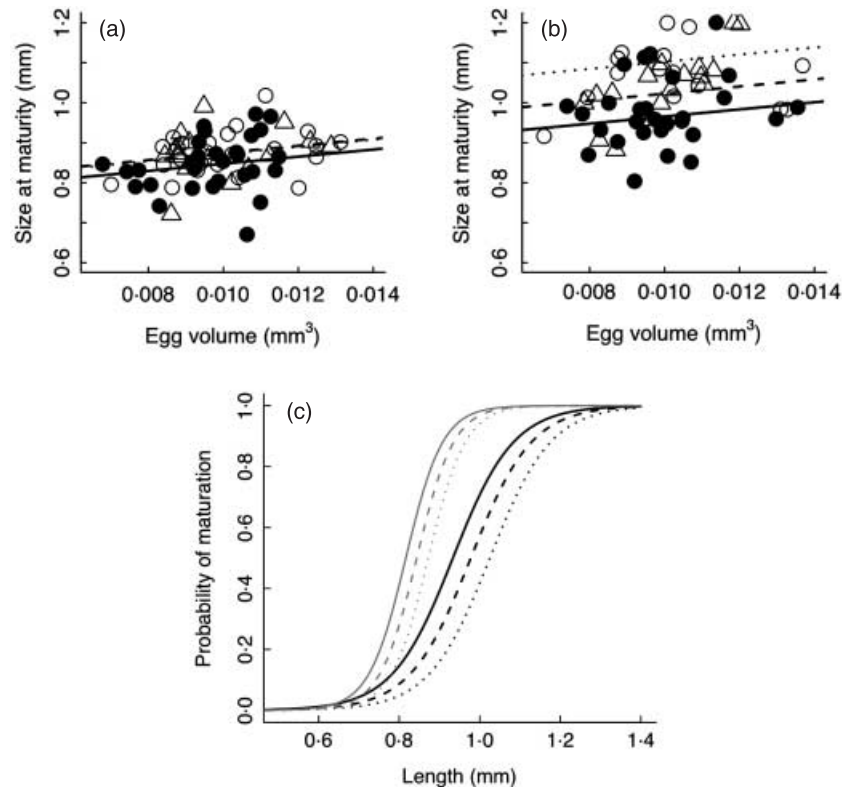 (a)
Size at maturity (mm)
1·2
1·0
0·8
0·6
0·008 0·010 0·012 0·014
Egg volume (mm³)
(b)
Size at maturity (mm)
1·2
1·0
0·8
0·6
0·008 0·010 0·012 0·014
Egg volume (mm³)
(c)
Probability of maturation
1·0
0·8
0·6
0·4
0·2
0·0
0·6 0·8 1·0 1·2 1·4
Length (mm)